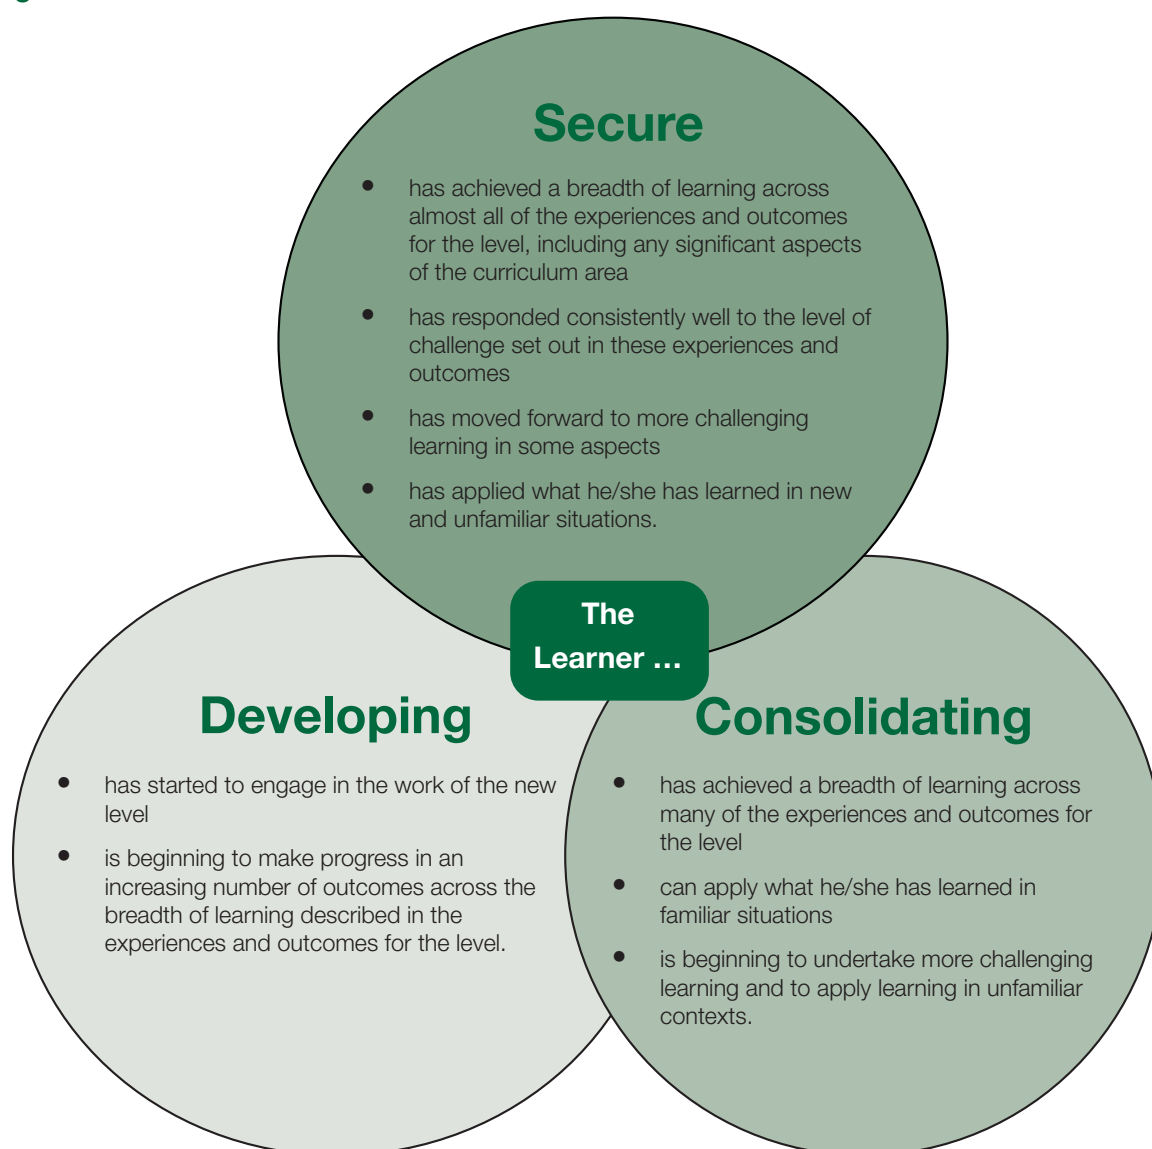 Secure
• has achieved a breadth of learning across
almost all of the experiences and outcomes
for the level, including any significant aspects
of the curriculum area
• has responded consistently well to the level of
challenge set out in these experiences and
outcomes
• has moved forward to more challenging
learning in some aspects
• has applied what he/she has learned in new
and unfamiliar situations.
The
Learner ...
Developing
• has started to engage in the work of the new
level
• is beginning to make progress in an
increasing number of outcomes across the
breadth of learning described in the
experiences and outcomes for the level.
Consolidating
• has achieved a breadth of learning across
many of the experiences and outcomes for
the level
• can apply what he/she has learned in
familiar situations
• is beginning to undertake more challenging
learning and to apply learning in unfamiliar
contexts.